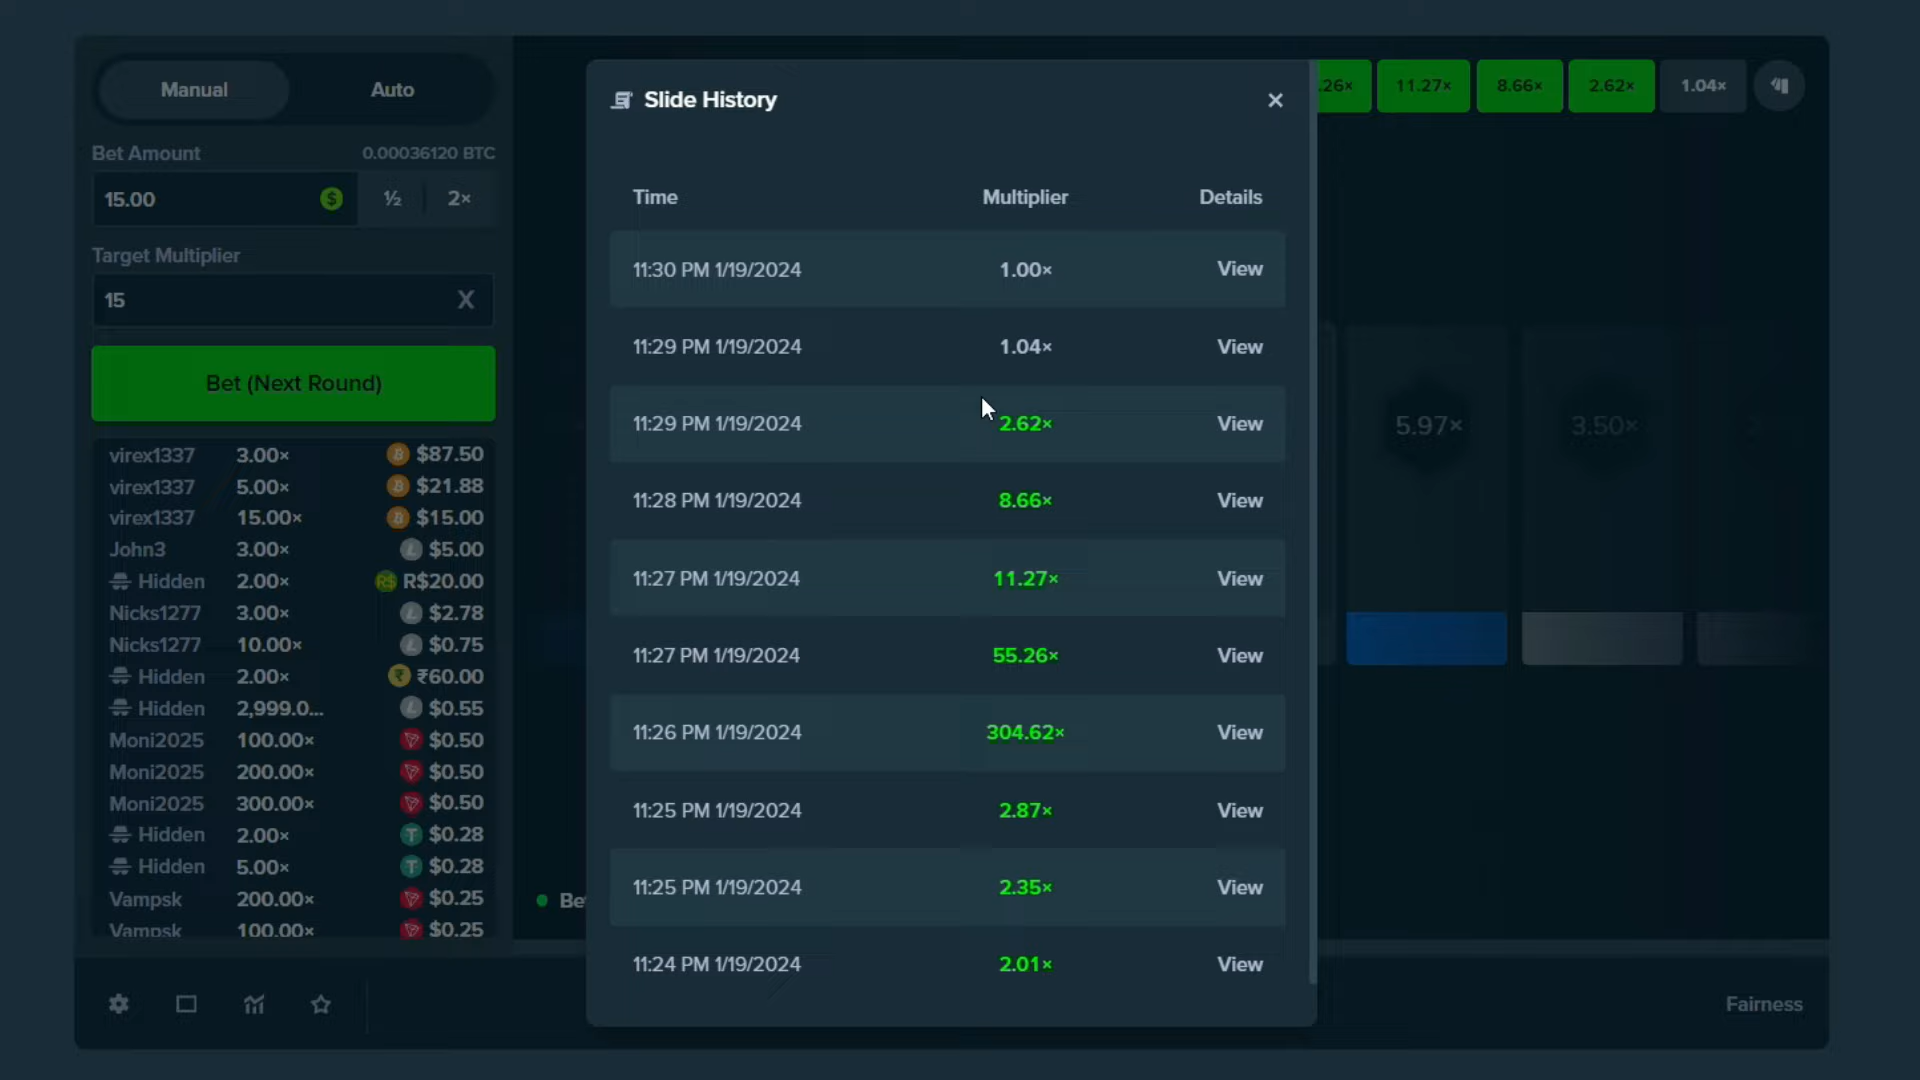 Manual Auto
Bet Amount 0.00036120 BTC
15.00 $ ½ 2×
Target Multiplier
15 X
Bet (Next Round)
virex1337 3.00× $87.50
virex1337 5.00× $21.88
virex1337 15.00× $15.00
John3 3.00× $5.00
Hidden 2.00× R$ R$20.00
Nicks1277 3.00× $2.78
Nicks1277 10.00× $0.75
Hidden 2.00× ₹ ₹60.00
Hidden 2,999.0... $0.55
Moni2025 100.00× $0.50
Moni2025 200.00× $0.50
Moni2025 300.00× $0.50
Hidden 2.00× $0.28
Hidden 5.00× $0.28
Vampsk 200.00× $0.25
Vampsk 100.00× $0.25
Slide History ×
Time Multiplier Details
11:30 PM 1/19/2024 1.00× View
11:29 PM 1/19/2024 1.04× View
11:29 PM 1/19/2024 2.62× View
11:28 PM 1/19/2024 8.66× View
11:27 PM 1/19/2024 11.27× View
11:27 PM 1/19/2024 55.26× View
11:26 PM 1/19/2024 304.62× View
11:25 PM 1/19/2024 2.87× View
11:25 PM 1/19/2024 2.35× View
11:24 PM 1/19/2024 2.01× View
.26× 11.27× 8.66× 2.62× 1.04×
5.97× 3.50×
Be
Fairness